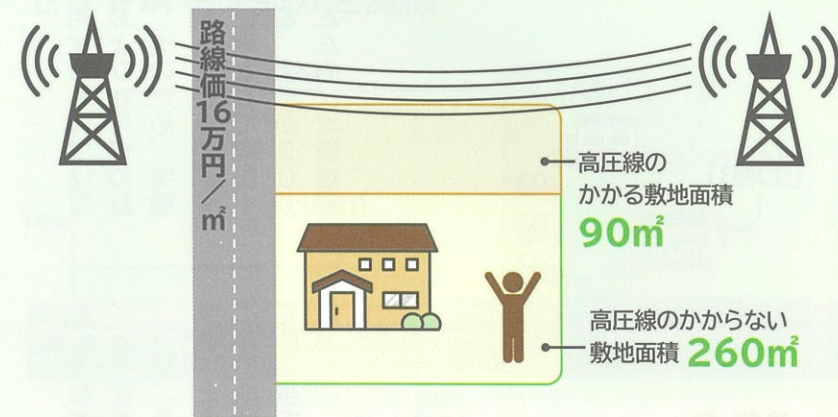 路線価16万円/㎡
高圧線の
かかる敷地面積
90㎡
高圧線のかからない
敷地面積 260㎡